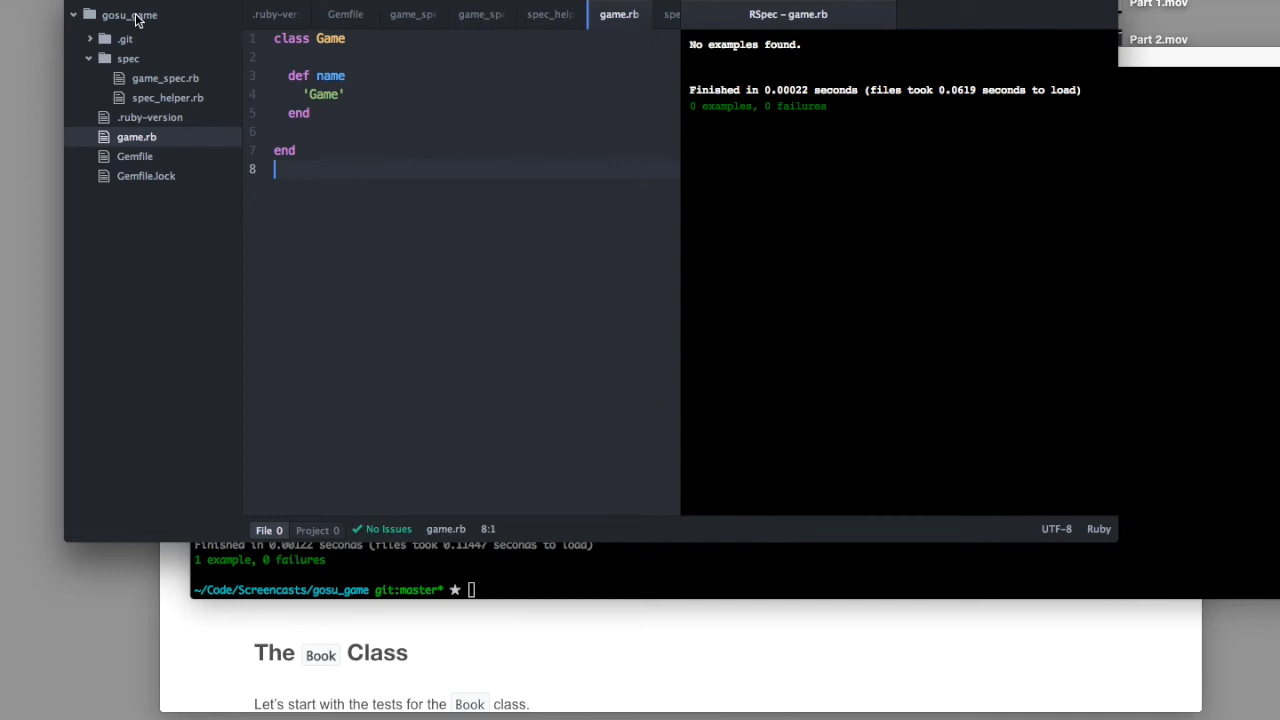 gosu_game
.git
spec
game_spec.rb
spec_helper.rb
.ruby-version
game.rb
Gemfile
Gemfile.lock
.ruby-ver Gemfile game_spe game_spe spec_help game.rb spe
1 class Game
2
3 def name
4 'Game'
5 end
6
7 end
8
RSpec - game.rb
No examples found.
Finished in 0.00022 seconds (files took 0.0619 seconds to load)
0 examples, 0 failures
Part 1.mov
Part 2.mov
File 0 Project 0 No Issues game.rb 8:1 UTF-8 Ruby
Finished in 0.00122 seconds (files took 0.11447 seconds to load)
1 example, 0 failures
~/Code/Screencasts/gosu_game git:master* ★
The Book Class
Let's start with the tests for the Book class.